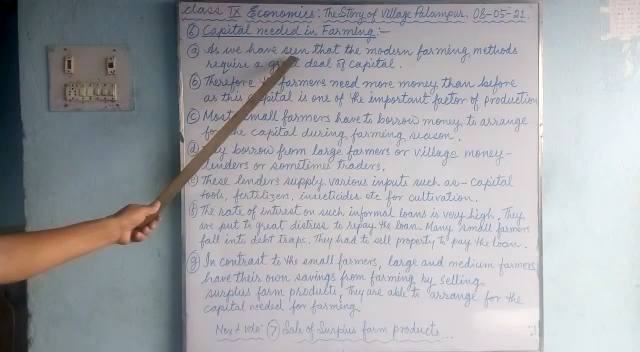 Class IX Economics: The Story of Village Palampur. 08-05-21.
⑥ Capital needed in Farming:-
ⓐ As we have seen that the modern farming methods
require a great deal of capital.
ⓑ Therefore farmers need more money than before
as this capital is one of the important factor of production
ⓒ Most small farmers have to borrow money to arrange
for the capital during farming season.
ⓓ They borrow from large farmers or village money-
lenders or sometimes traders.
ⓔ These lenders supply various inputs such as - capital
tools, fertilizer, insecticides etc for cultivation.
ⓕ The rate of interest on such informal loans is very high. They
are put to great distress to repay the loan. Many small farmers
fall into debt traps. They had to sell property to pay the loan.
ⓖ In contrast to the small farmers, large and medium farmers
have their own savings from farming by selling
surplus farm products. They are able to arrange for the
capital needed for farming.
Next vdo: ⑦ Sale of Surplus farm products...